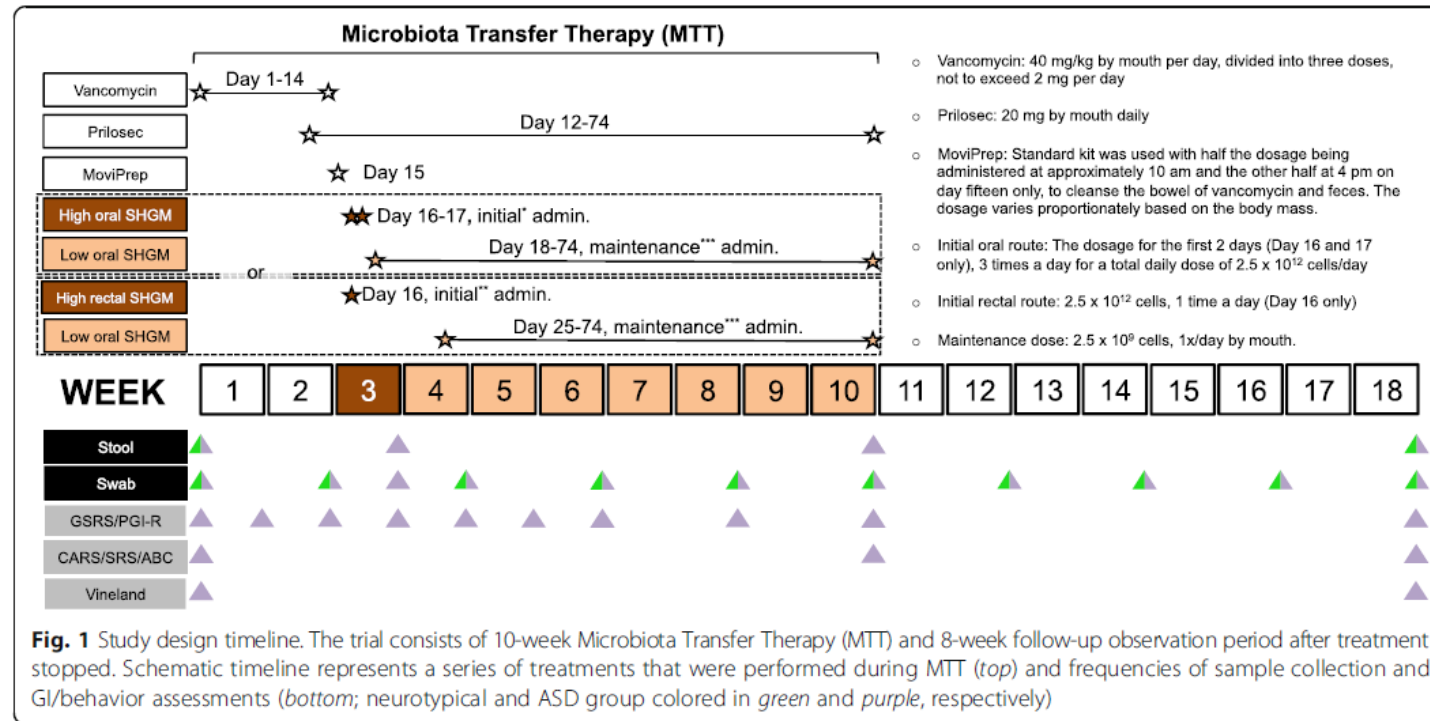 Microbiota Transfer Therapy (MTT)
Vancomycin
Day 1-14
Prilosec
Day 12-74
MoviPrep
Day 15
High oral SHGM
Day 16-17, initial* admin.
Low oral SHGM
Day 18-74, maintenance*** admin.
or
High rectal SHGM
Day 16, initial** admin.
Low oral SHGM
Day 25-74, maintenance*** admin.
○ Vancomycin: 40 mg/kg by mouth per day, divided into three doses,
not to exceed 2 mg per day
○ Prilosec: 20 mg by mouth daily
○ MoviPrep: Standard kit was used with half the dosage being
administered at approximately 10 am and the other half at 4 pm on
day fifteen only, to cleanse the bowel of vancomycin and feces. The
dosage varies proportionately based on the body mass.
○ Initial oral route: The dosage for the first 2 days (Day 16 and 17
only), 3 times a day for a total daily dose of 2.5 x 10¹² cells/day
○ Initial rectal route: 2.5 x 10¹² cells, 1 time a day (Day 16 only)
○ Maintenance dose: 2.5 x 10⁹ cells, 1x/day by mouth.
WEEK 1 2 3 4 5 6 7 8 9 10 11 12 13 14 15 16 17 18
Stool
Swab
GSRS/PGI-R
CARS/SRS/ABC
Vineland
Fig. 1 Study design timeline. The trial consists of 10-week Microbiota Transfer Therapy (MTT) and 8-week follow-up observation period after treatment
stopped. Schematic timeline represents a series of treatments that were performed during MTT (top) and frequencies of sample collection and
GI/behavior assessments (bottom; neurotypical and ASD group colored in green and purple, respectively)